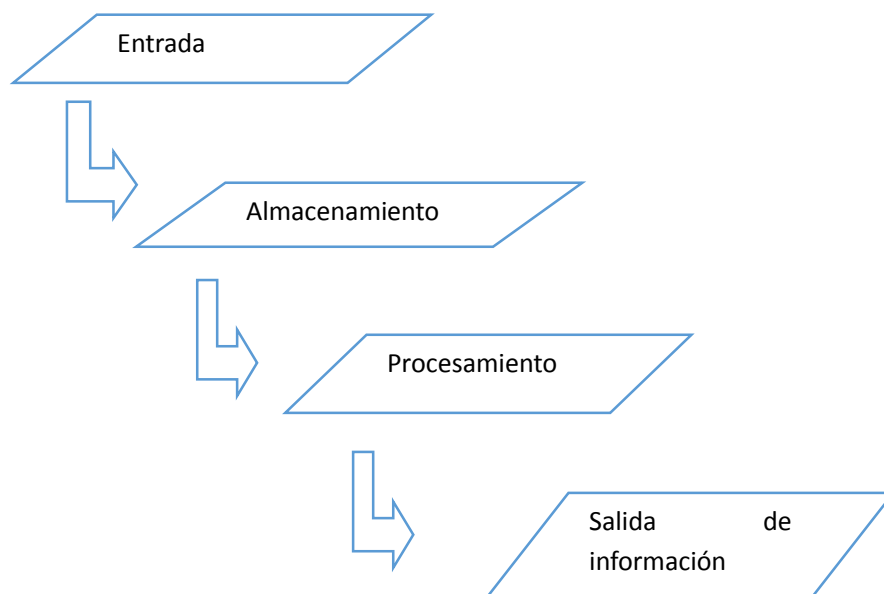 Entrada
Almacenamiento
Procesamiento
Salida de
información